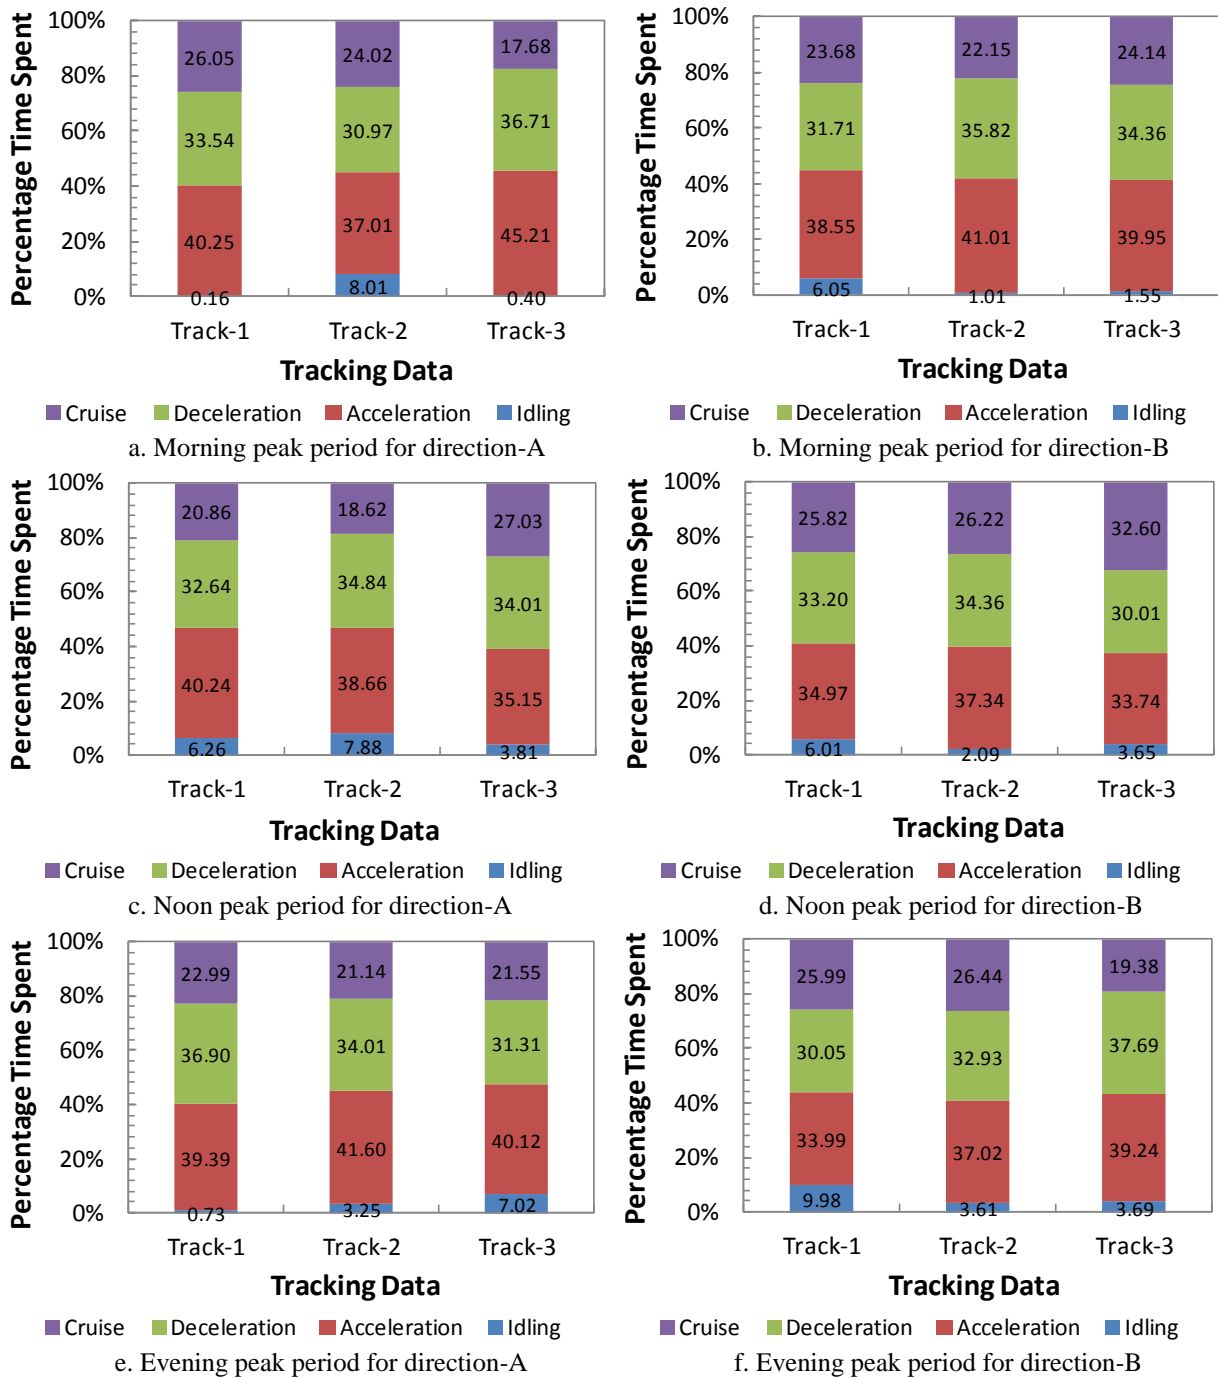 Percentage Time Spent
100%
80%
60%
40%
20%
0%
26.05 24.02 17.68
33.54 30.97 36.71
40.25 37.01 45.21
0.16 8.01 0.40
Track-1 Track-2 Track-3
Tracking Data
Cruise Deceleration Acceleration Idling
a. Morning peak period for direction-A
Percentage Time Spent
100%
80%
60%
40%
20%
0%
23.68 22.15 24.14
31.71 35.82 34.36
38.55 41.01 39.95
6.05 1.01 1.55
Track-1 Track-2 Track-3
Tracking Data
Cruise Deceleration Acceleration Idling
b. Morning peak period for direction-B
Percentage Time Spent
100%
80%
60%
40%
20%
0%
20.86 18.62 27.03
32.64 34.84 34.01
40.24 38.66 35.15
6.26 7.88 3.81
Track-1 Track-2 Track-3
Tracking Data
Cruise Deceleration Acceleration Idling
c. Noon peak period for direction-A
Percentage Time Spent
100%
80%
60%
40%
20%
0%
25.82 26.22 32.60
33.20 34.36 30.01
34.97 37.34 33.74
6.01 2.09 3.65
Track-1 Track-2 Track-3
Tracking Data
Cruise Deceleration Acceleration Idling
d. Noon peak period for direction-B
Percentage Time Spent
100%
80%
60%
40%
20%
0%
22.99 21.14 21.55
36.90 34.01 31.31
39.39 41.60 40.12
0.73 3.25 7.02
Track-1 Track-2 Track-3
Tracking Data
Cruise Deceleration Acceleration Idling
e. Evening peak period for direction-A
Percentage Time Spent
100%
80%
60%
40%
20%
0%
25.99 26.44 19.38
30.05 32.93 37.69
33.99 37.02 39.24
9.98 3.61 3.69
Track-1 Track-2 Track-3
Tracking Data
Cruise Deceleration Acceleration Idling
f. Evening peak period for direction-B